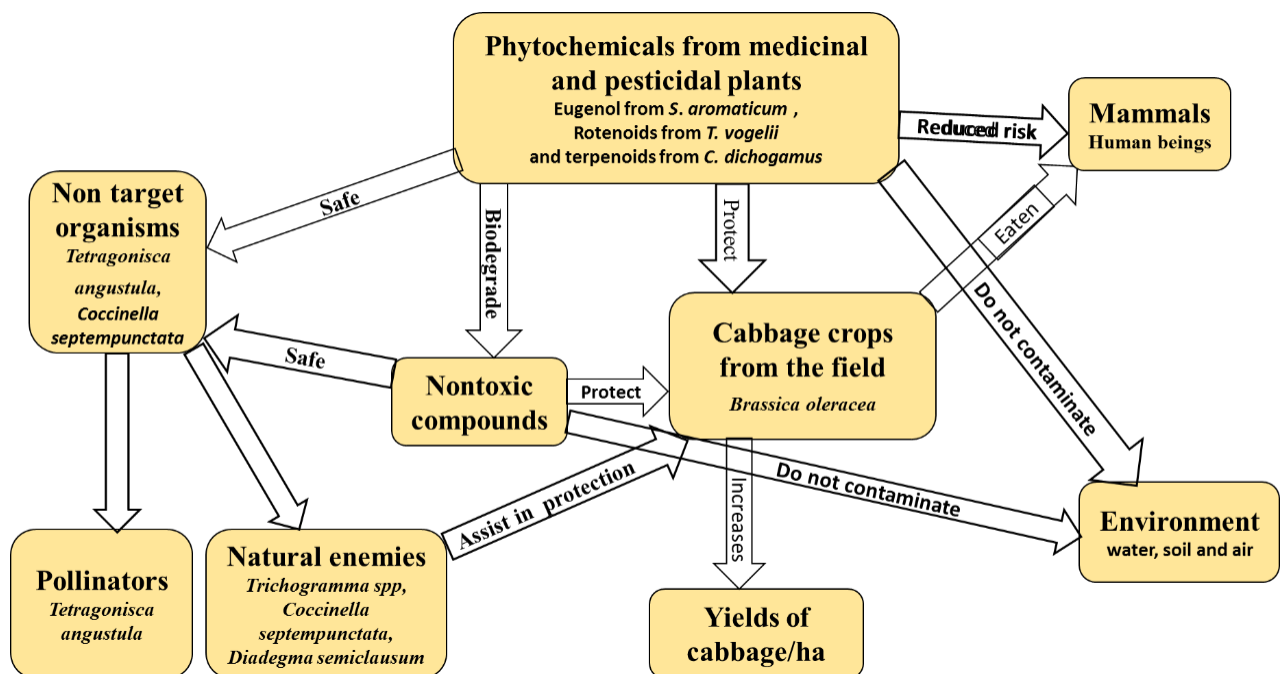 Phytochemicals from medicinal
and pesticidal plants
Eugenol from S. aromaticum ,
Rotenoids from T. vogelii
and terpenoids from C. dichogamus
Mammals
Human beings
Reduced risk
Non target
organisms
Tetragonisca
angustula,
Coccinella
septempunctata
Safe
Biodegrade
Protect
Eaten
Do not contaminate
Cabbage crops
from the field
Brassica oleracea
Safe
Nontoxic
compounds
Protect
Assist in protection
Increases
Do not contaminate
Environment
water, soil and air
Pollinators
Tetragonisca
angustula
Natural enemies
Trichogramma spp,
Coccinella
septempunctata,
Diadegma semiclausum
Yields of
cabbage/ha